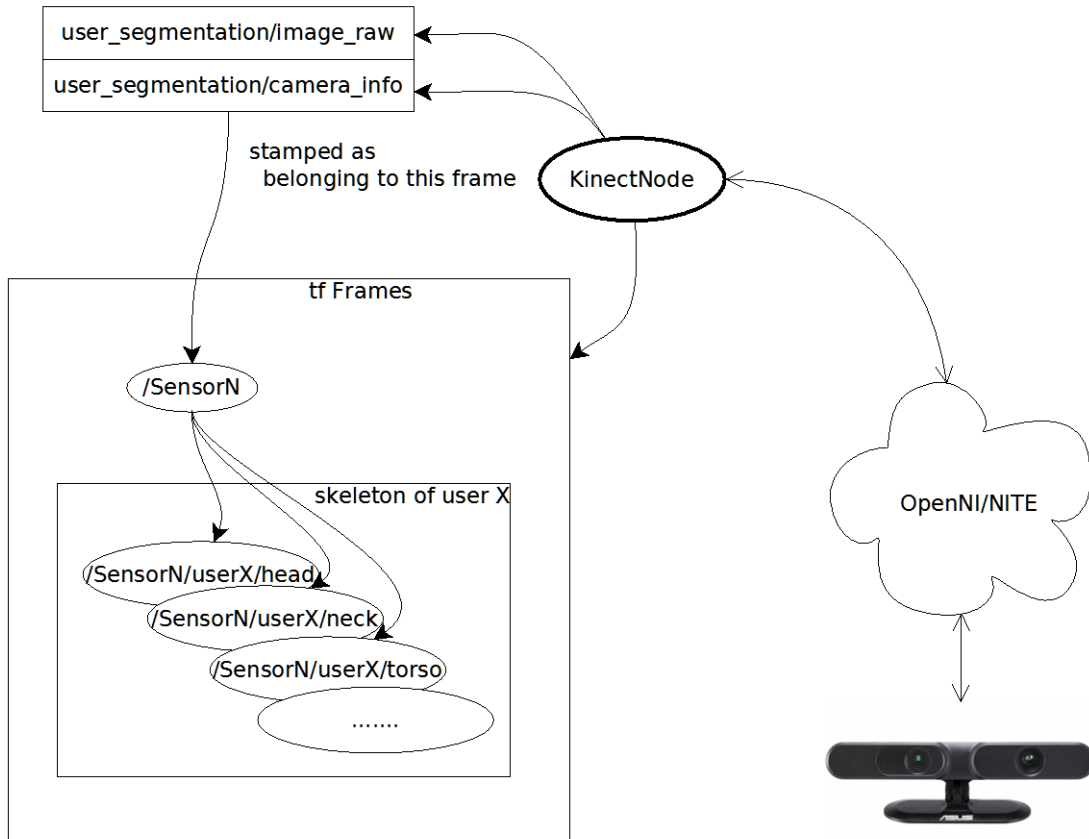 user_segmentation/image_raw
user_segmentation/camera_info
stamped as
belonging to this frame
KinectNode
tf Frames
/SensorN
skeleton of user X
OpenNI/NITE
/SensorN/userX/head
/SensorN/userX/neck
/SensorN/userX/torso
.......
ASUS